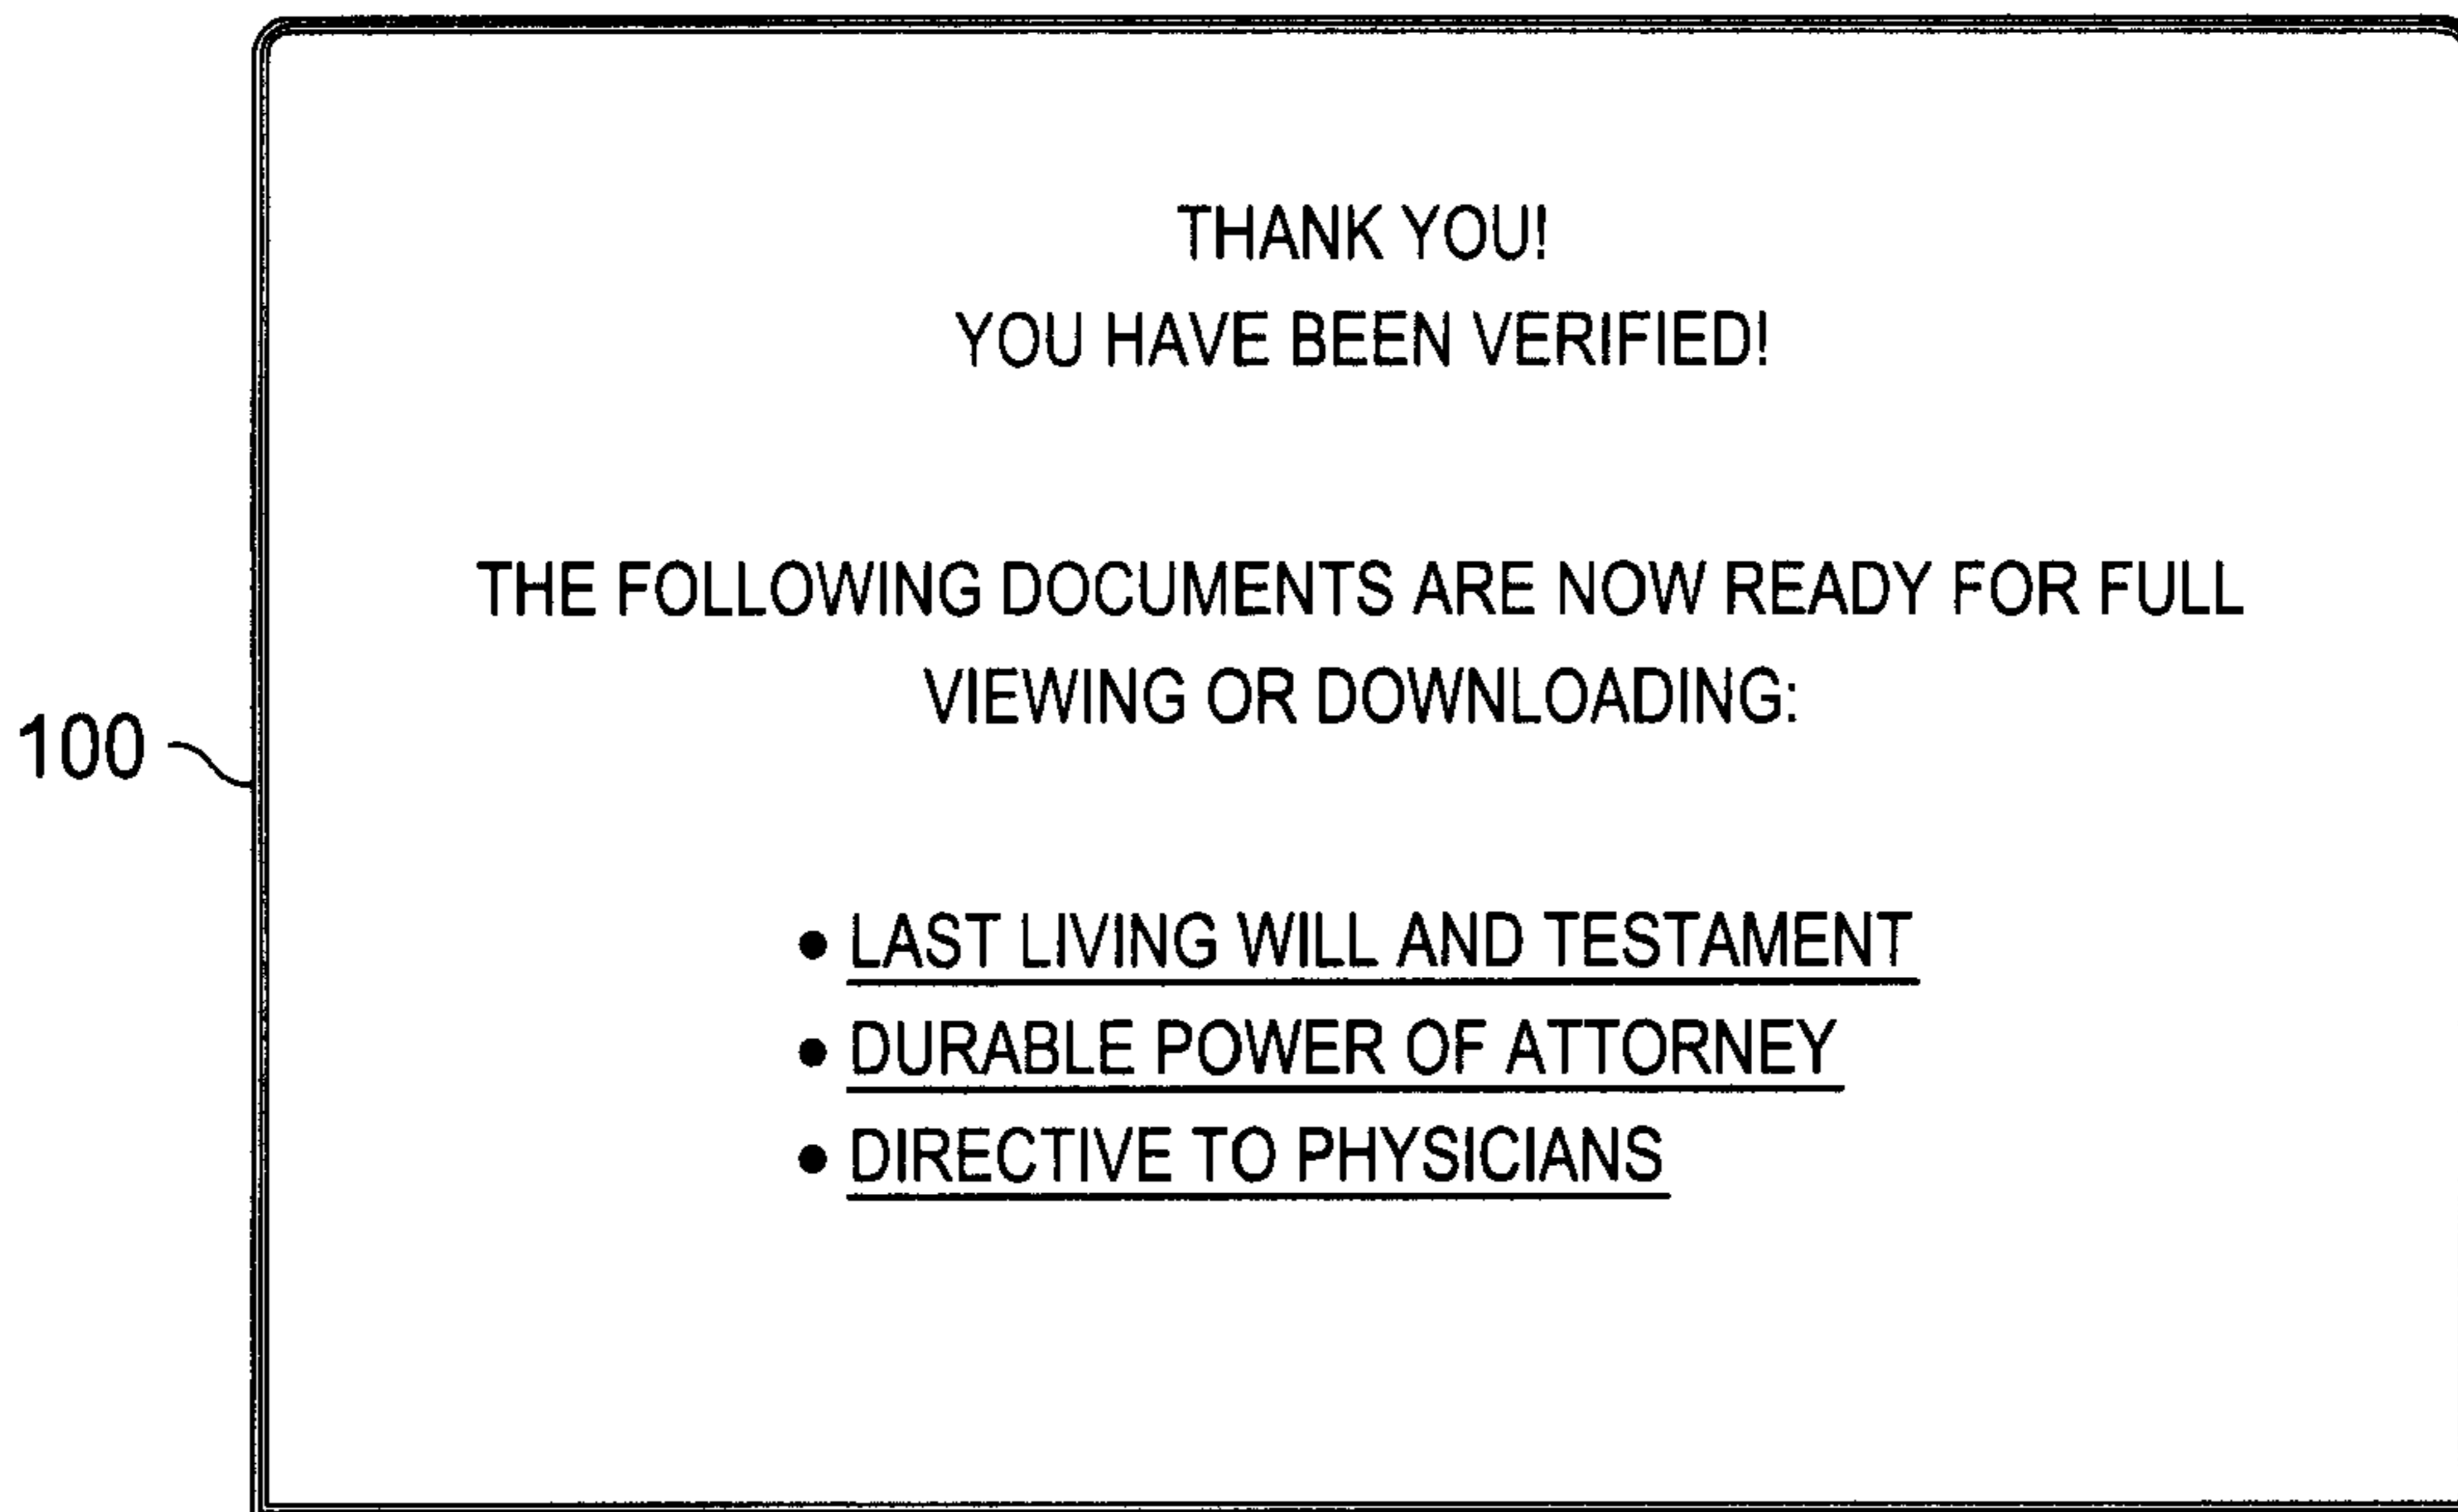 THANK YOU!
YOU HAVE BEEN VERIFIED!
THE FOLLOWING DOCUMENTS ARE NOW READY FOR FULL
VIEWING OR DOWNLOADING:
100
• LAST LIVING WILL AND TESTAMENT
• DURABLE POWER OF ATTORNEY
• DIRECTIVE TO PHYSICIANS